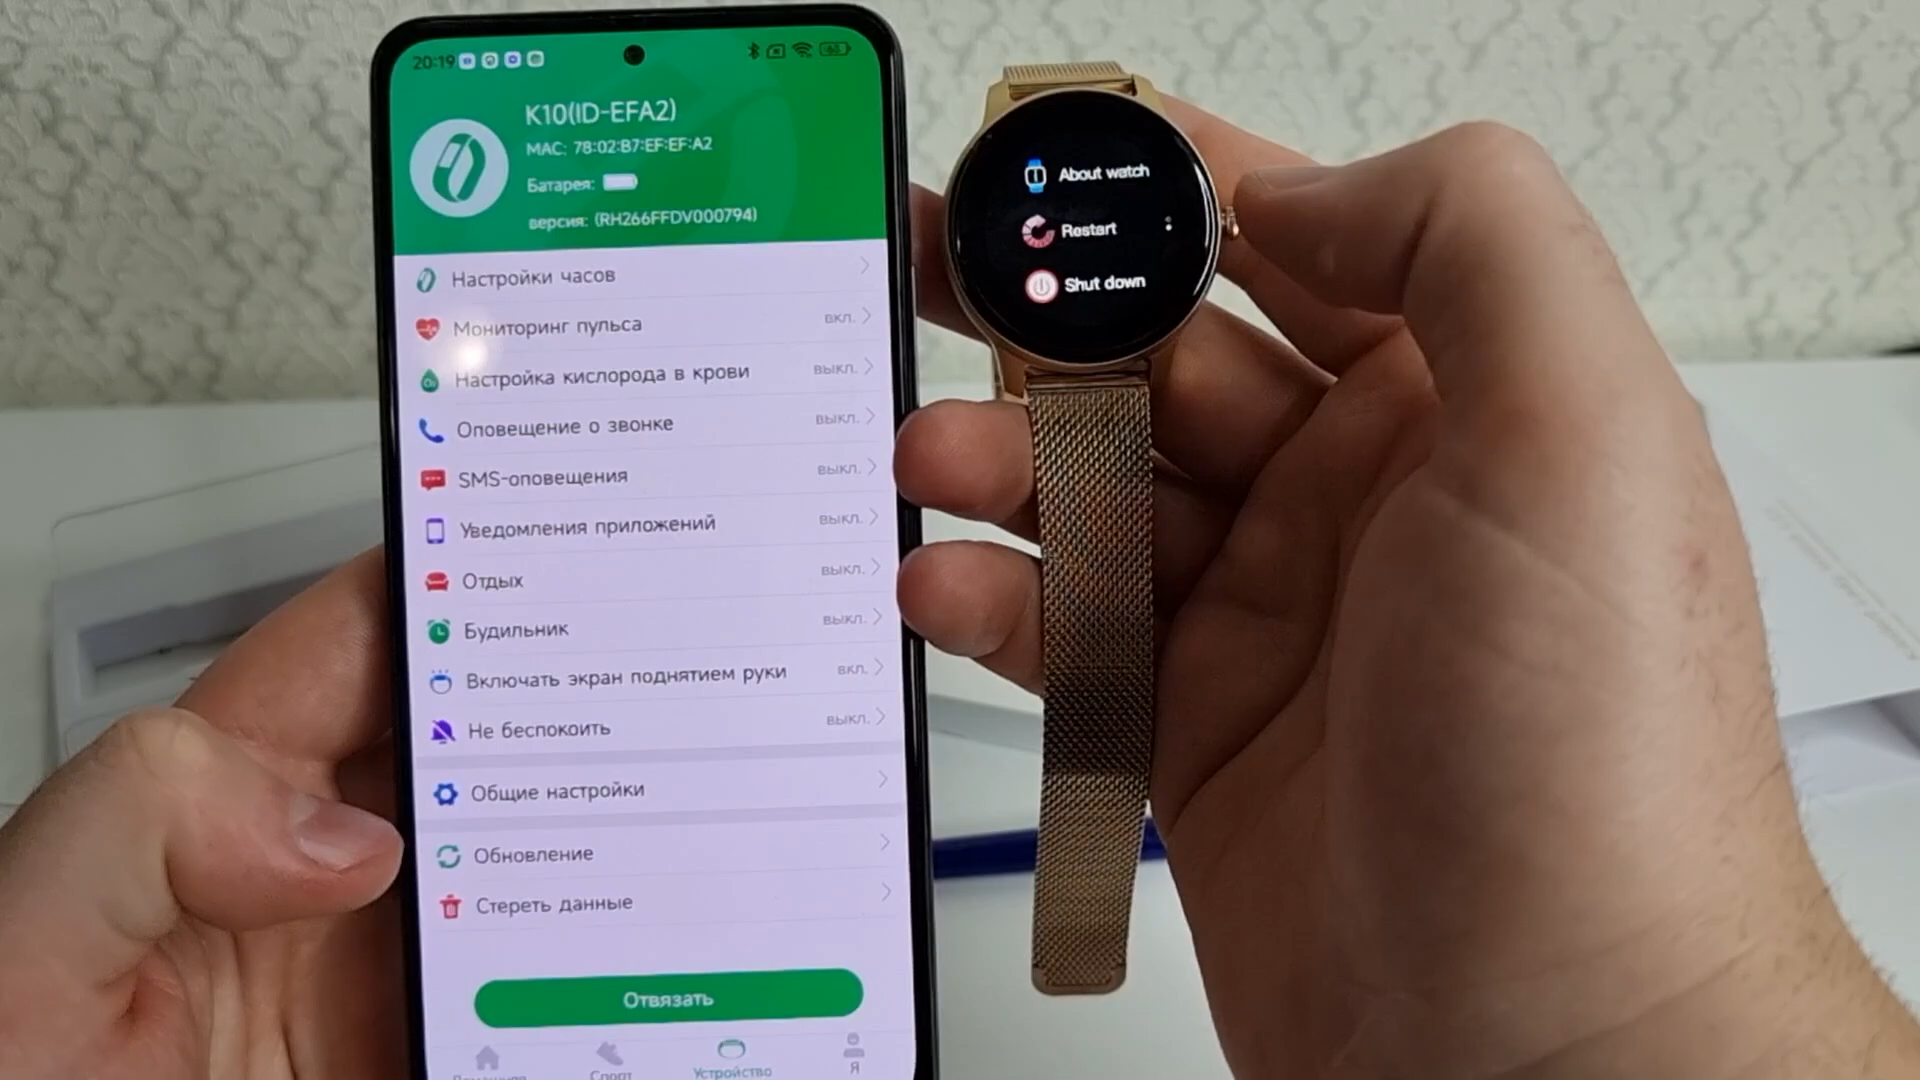 20:19
K10(ID-EFA2)
MAC: 78:02:B7:EF:EF:A2
Батарея:
версия: (RH266FFDV000794)
Настройки часов
Мониторинг пульса вкл.
Настройка кислорода в крови выкл.
Оповещение о звонке выкл.
SMS-оповещения выкл.
Уведомления приложений выкл.
Отдых выкл.
Будильник выкл.
Включать экран поднятием руки вкл.
Не беспокоить выкл.
Общие настройки
Обновление
Стереть данные
Отвязать
Спорт Устройство Я
About watch
Restart
Shut down